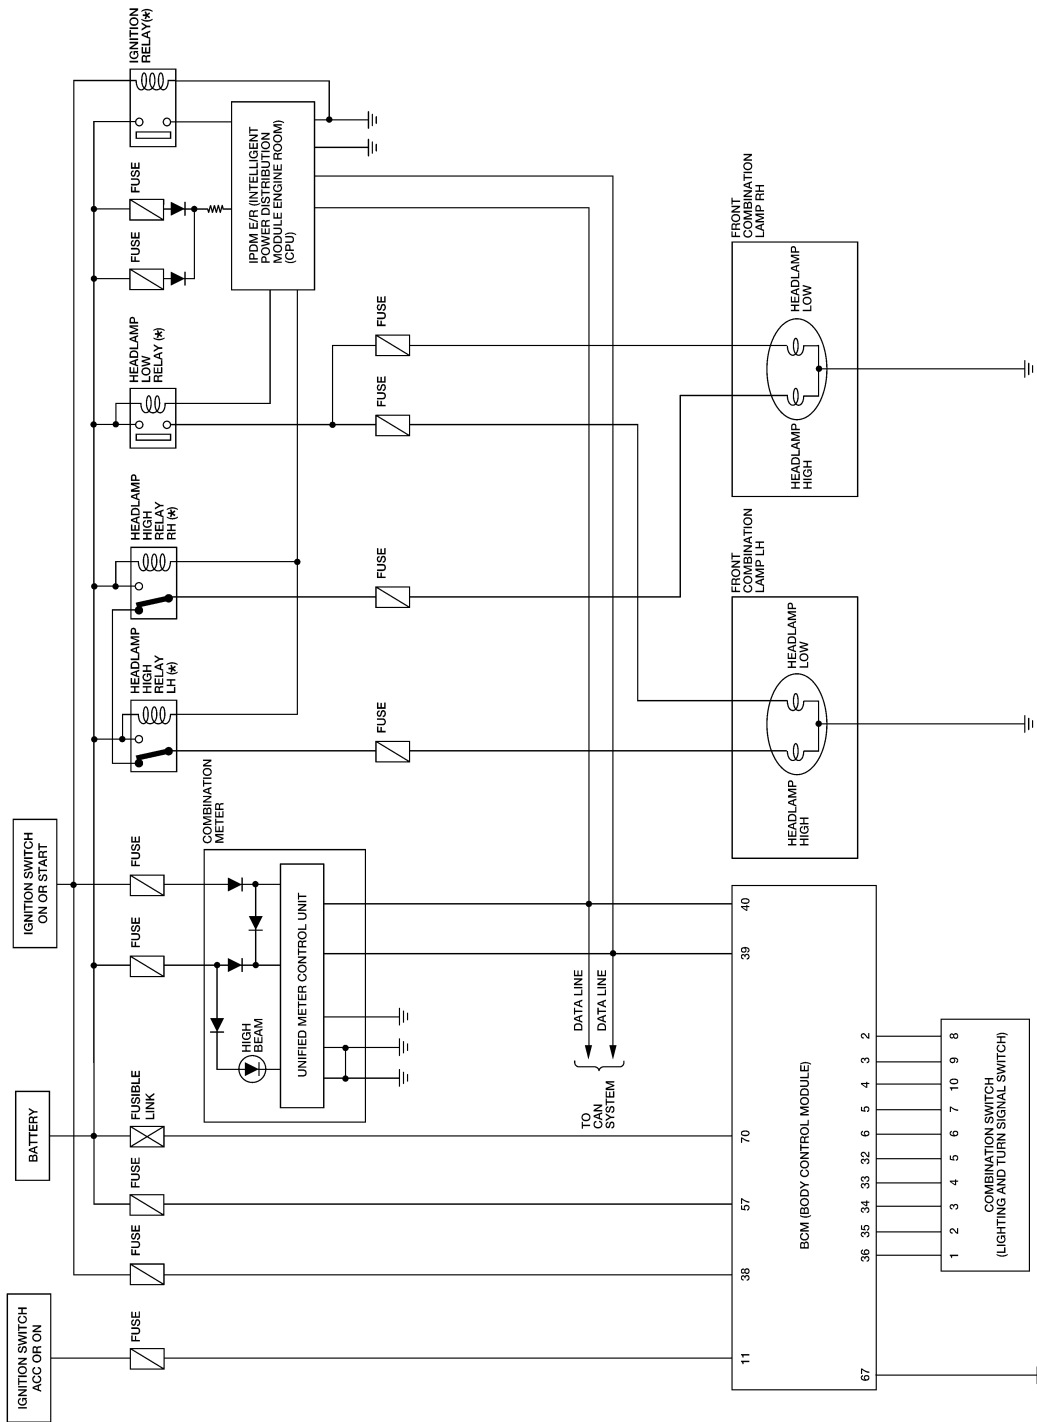 IGNITION SWITCH
ACC OR ON
BATTERY
IGNITION SWITCH
ON OR START
FUSE
FUSE
FUSE
FUSIBLE
LINK
FUSE
FUSE
HEADLAMP
HIGH
RELAY
LH (*)
HEADLAMP
HIGH
RELAY
RH (*)
HEADLAMP
LOW
RELAY (*)
FUSE
FUSE
IGNITION
RELAY(*)
COMBINATION
METER
HIGH
BEAM
UNIFIED METER CONTROL UNIT
IPDM E/R (INTELLIGENT
POWER DISTRIBUTION
MODULE ENGINE ROOM)
(CPU)
FUSE
FUSE
FUSE
FUSE
TO
CAN
SYSTEM
DATA LINE
DATA LINE
FRONT
COMBINATION
LAMP LH
HEADLAMP
HIGH
HEADLAMP
LOW
FRONT
COMBINATION
LAMP RH
HEADLAMP
HIGH
HEADLAMP
LOW
11
38
57
70
39
40
BCM (BODY CONTROL MODULE)
67
36
35
34
33
32
6
5
4
3
2
1
2
3
4
5
6
7
10
9
8
COMBINATION SWITCH
(LIGHTING AND TURN SIGNAL SWITCH)